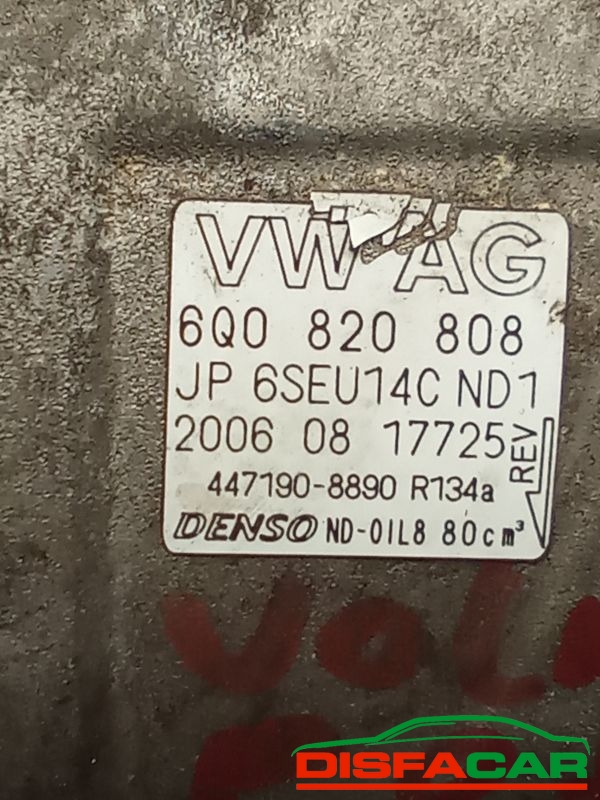 VW AG
6Q0 820 808
JP 6SEU14C ND1
2006 08 17725
REV
447190-8890 R134a
DENSO ND-OIL8 80cm³
DISFACAR